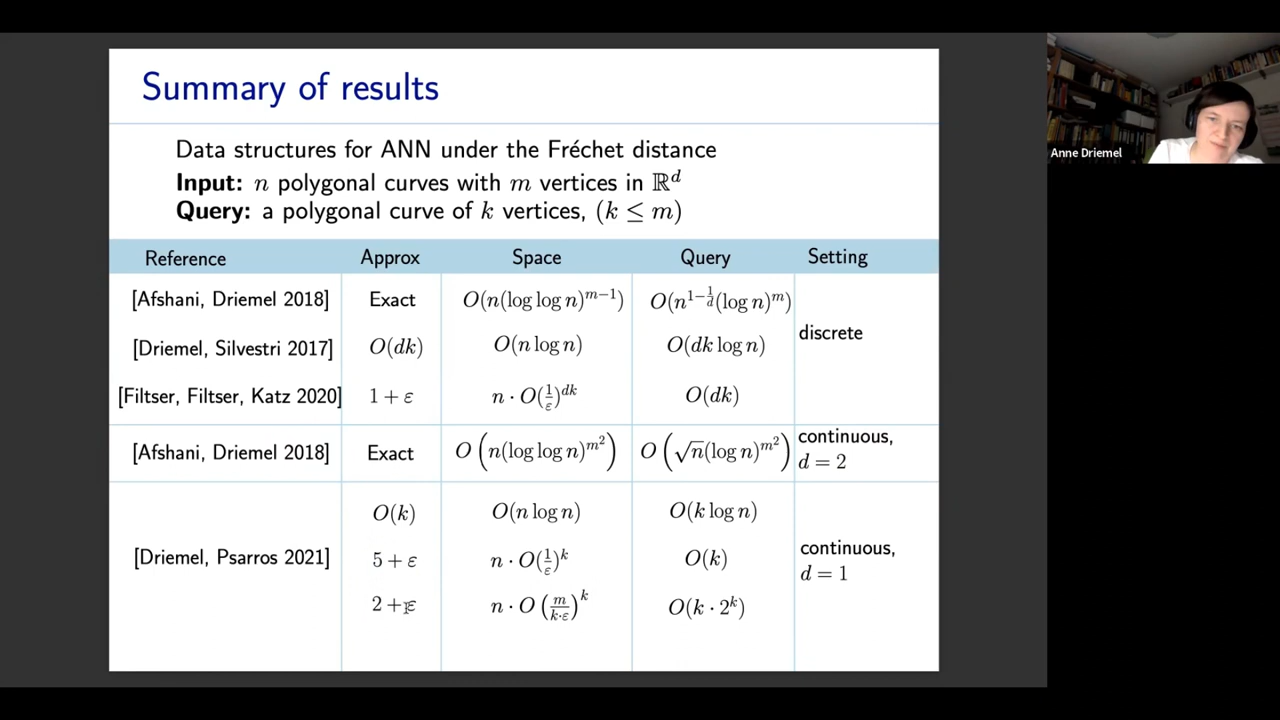 Summary of results
Data structures for ANN under the Fréchet distance
Input: n polygonal curves with m vertices in ℝ^d
Query: a polygonal curve of k vertices, (k ≤ m)
Reference Approx Space Query Setting
[Afshani, Driemel 2018] Exact O(n(log log n)^{m−1}) O(n^{1−1/d}(log n)^m)
discrete
[Driemel, Silvestri 2017] O(dk) O(n log n) O(dk log n)
[Filtser, Filtser, Katz 2020] 1 + ε n · O(1/ε)^{dk} O(dk)
[Afshani, Driemel 2018] Exact O(n(log log n)^{m^2}) O(√n(log n)^{m^2}) continuous,
d = 2
O(k) O(n log n) O(k log n)
[Driemel, Psarros 2021] 5 + ε n · O(1/ε)^k O(k) continuous,
d = 1
2 + ε n · O(m/(k·ε))^k O(k · 2^k)
Anne Driemel